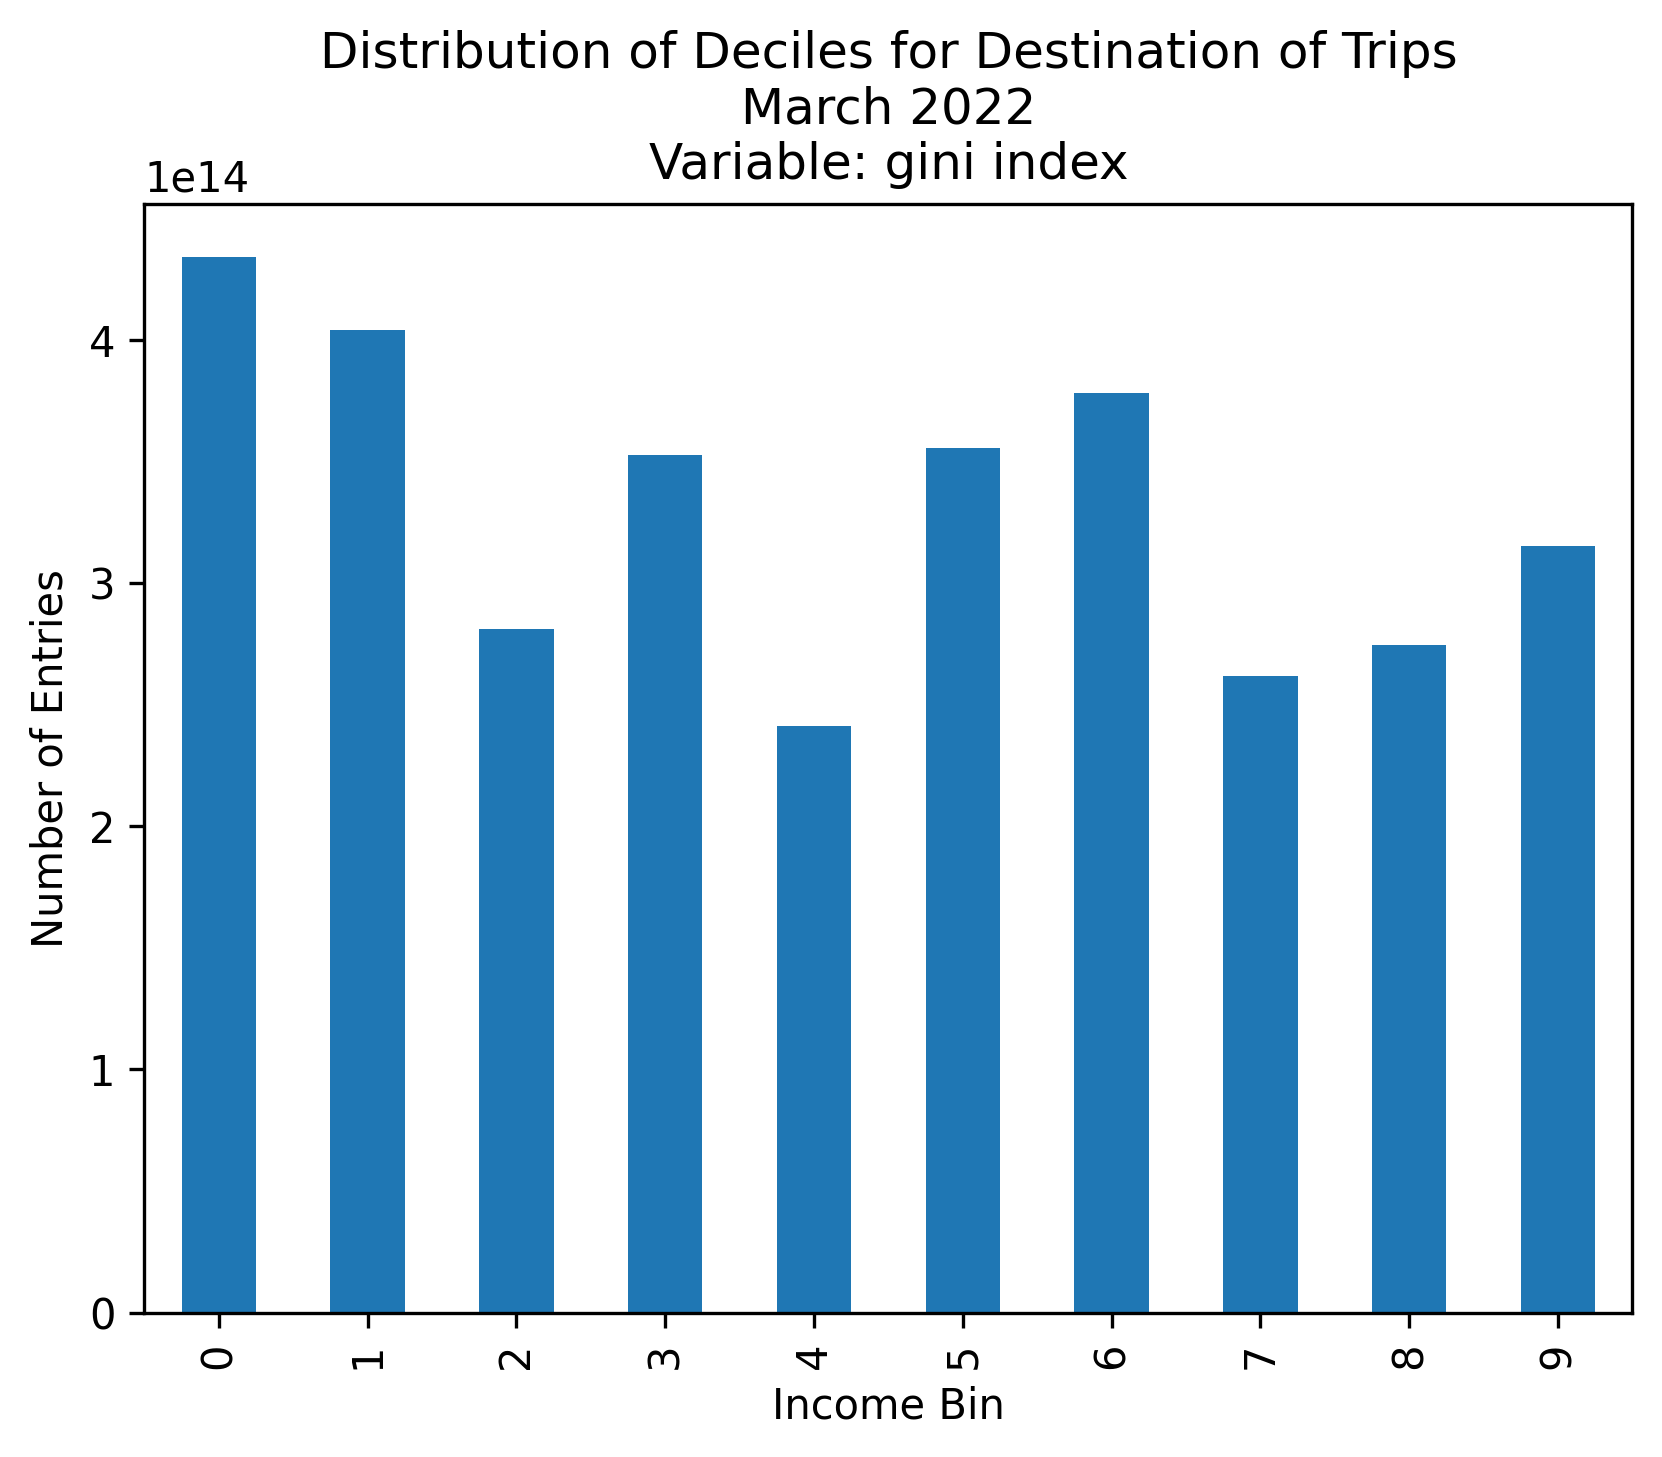 Distribution of Deciles for Destination of Trips
March 2022
Variable: gini index
1e14
4
3
2
1
0
Number of Entries
0 1 2 3 4 5 6 7 8 9
Income Bin